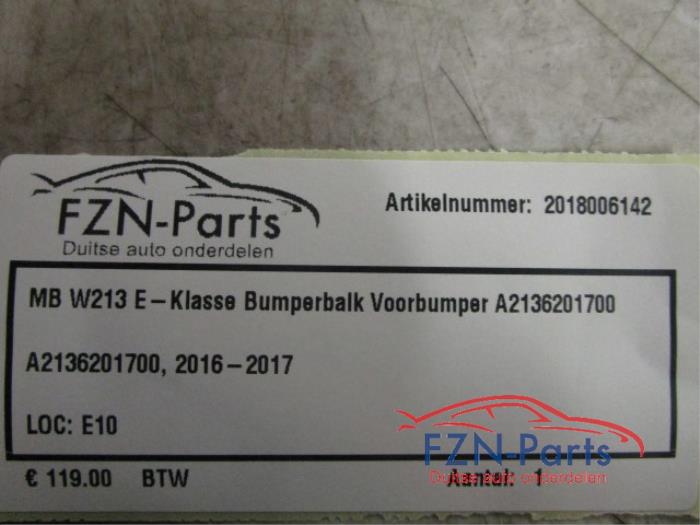 FZN-Parts
Duitse auto onderdelen
Artikelnummer: 2018006142
MB W213 E-Klasse Bumperbalk Voorbumper A2136201700
A2136201700, 2016-2017
LOC: E10
€ 119.00 BTW
Aantal: 1
FZN-Parts
Duitse auto onderdelen